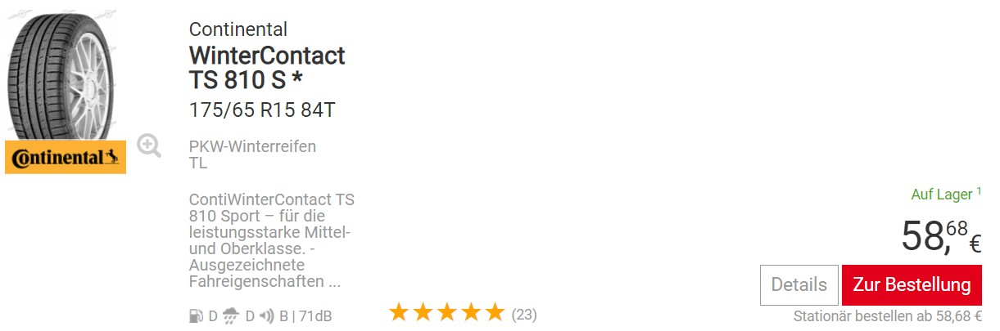 Continental
WinterContact
TS 810 S *
175/65 R15 84T
Continental
PKW-Winterreifen
TL
ContiWinterContact TS
810 Sport – für die
leistungsstarke Mittel-
und Oberklasse. -
Ausgezeichnete
Fahreigenschaften ...
D D B | 71dB
(23)
Auf Lager 1
58,68 €
Details
Zur Bestellung
Stationär bestellen ab 58,68 €